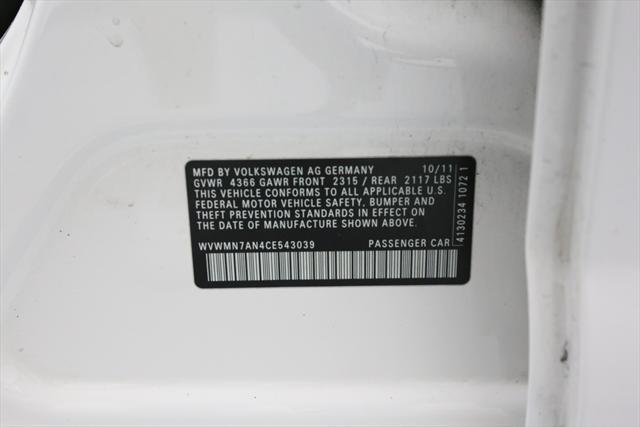 MFD BY VOLKSWAGEN AG GERMANY 10/11
GVWR 4366 GAWR FRONT 2315 / REAR 2117 LBS
THIS VEHICLE CONFORMS TO ALL APPLICABLE U.S.
FEDERAL MOTOR VEHICLE SAFETY, BUMPER AND
THEFT PREVENTION STANDARDS IN EFFECT ON
THE DATE OF MANUFACTURE SHOWN ABOVE.
WVWMN7AN4CE543039 PASSENGER CAR
4130234 1072 1